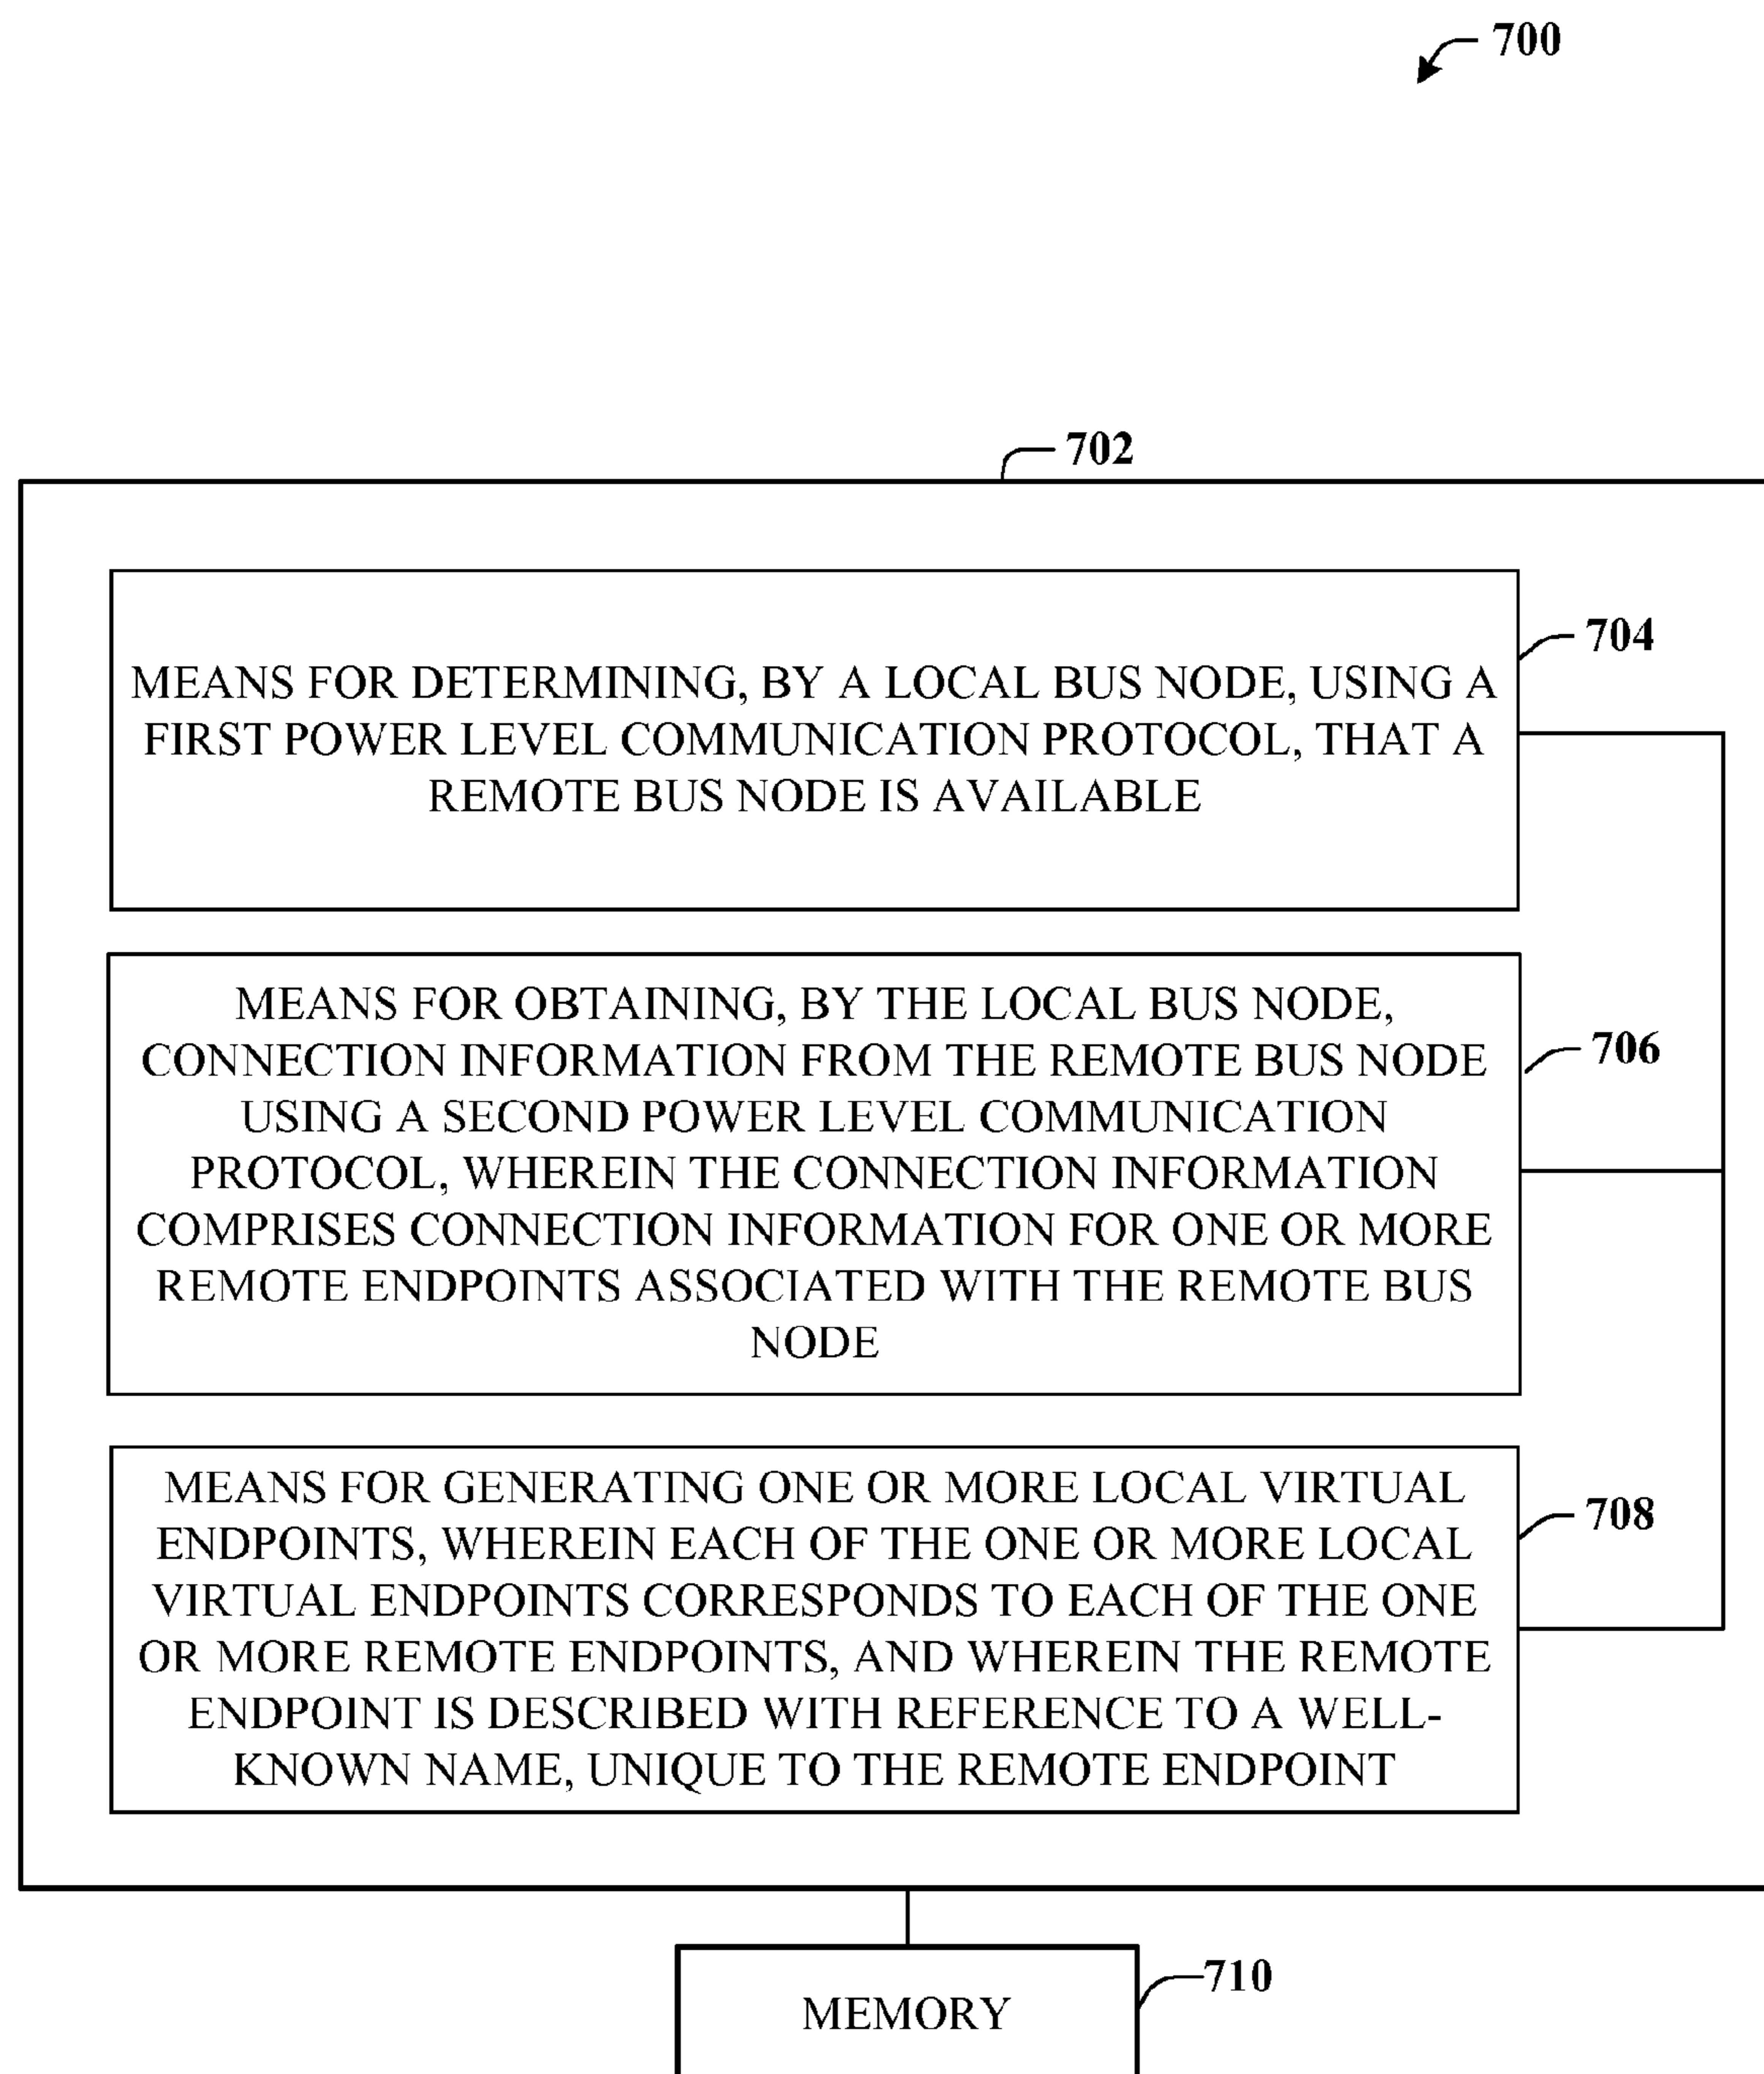 700
702
704
MEANS FOR DETERMINING, BY A LOCAL BUS NODE, USING A
FIRST POWER LEVEL COMMUNICATION PROTOCOL, THAT A
REMOTE BUS NODE IS AVAILABLE
MEANS FOR OBTAINING, BY THE LOCAL BUS NODE,
706
CONNECTION INFORMATION FROM THE REMOTE BUS NODE
USING A SECOND POWER LEVEL COMMUNICATION
PROTOCOL, WHEREIN THE CONNECTION INFORMATION
COMPRISES CONNECTION INFORMATION FOR ONE OR MORE
REMOTE ENDPOINTS ASSOCIATED WITH THE REMOTE BUS
NODE
MEANS FOR GENERATING ONE OR MORE LOCAL VIRTUAL
708
ENDPOINTS, WHEREIN EACH OF THE ONE OR MORE LOCAL
VIRTUAL ENDPOINTS CORRESPONDS TO EACH OF THE ONE
OR MORE REMOTE ENDPOINTS, AND WHEREIN THE REMOTE
ENDPOINT IS DESCRIBED WITH REFERENCE TO A WELL-
KNOWN NAME, UNIQUE TO THE REMOTE ENDPOINT
710
MEMORY